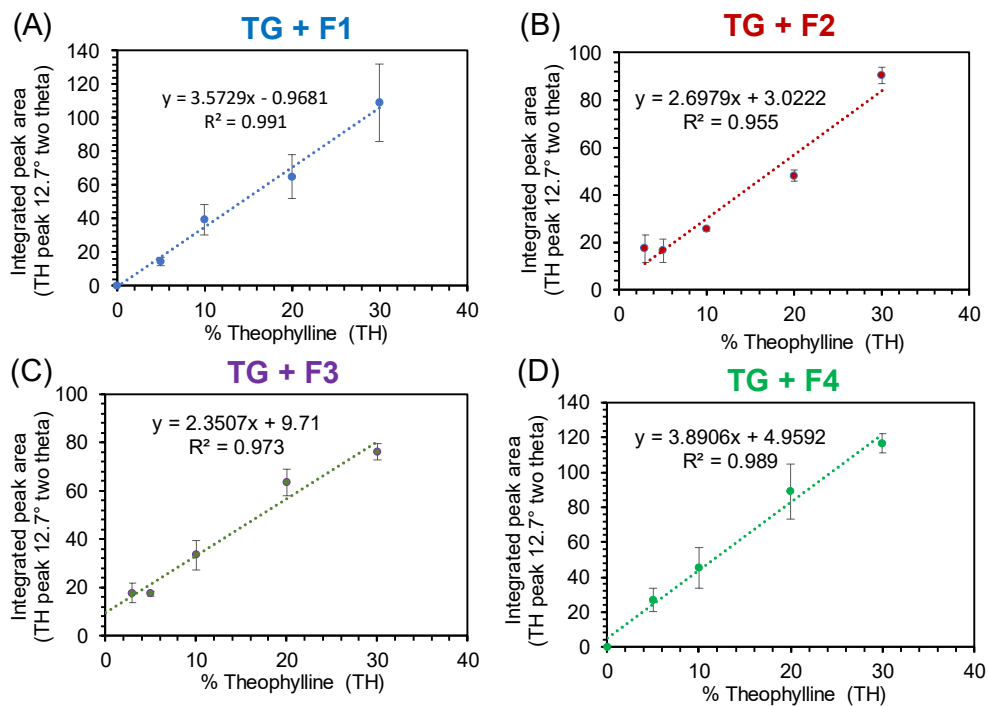 (A)
TG + F1
Integrated peak area
(TH peak 12.7° two theta)
140
120
100
80
60
40
20
0
y = 3.5729x - 0.9681
R² = 0.991
0 10 20 30 40
% Theophylline (TH)
(B)
TG + F2
Integrated peak area
(TH peak 12.7° two theta)
100
80
60
40
20
0
y = 2.6979x + 3.0222
R² = 0.955
0 10 20 30 40
% Theophylline (TH)
(C)
TG + F3
Integrated peak area
(TH peak 12.7° two theta)
100
80
60
40
20
0
y = 2.3507x + 9.71
R² = 0.973
0 10 20 30 40
% Theophylline (TH)
(D)
TG + F4
Integrated peak area
(TH peak 12.7° two theta)
140
120
100
80
60
40
20
0
y = 3.8906x + 4.9592
R² = 0.989
0 10 20 30 40
% Theophylline (TH)